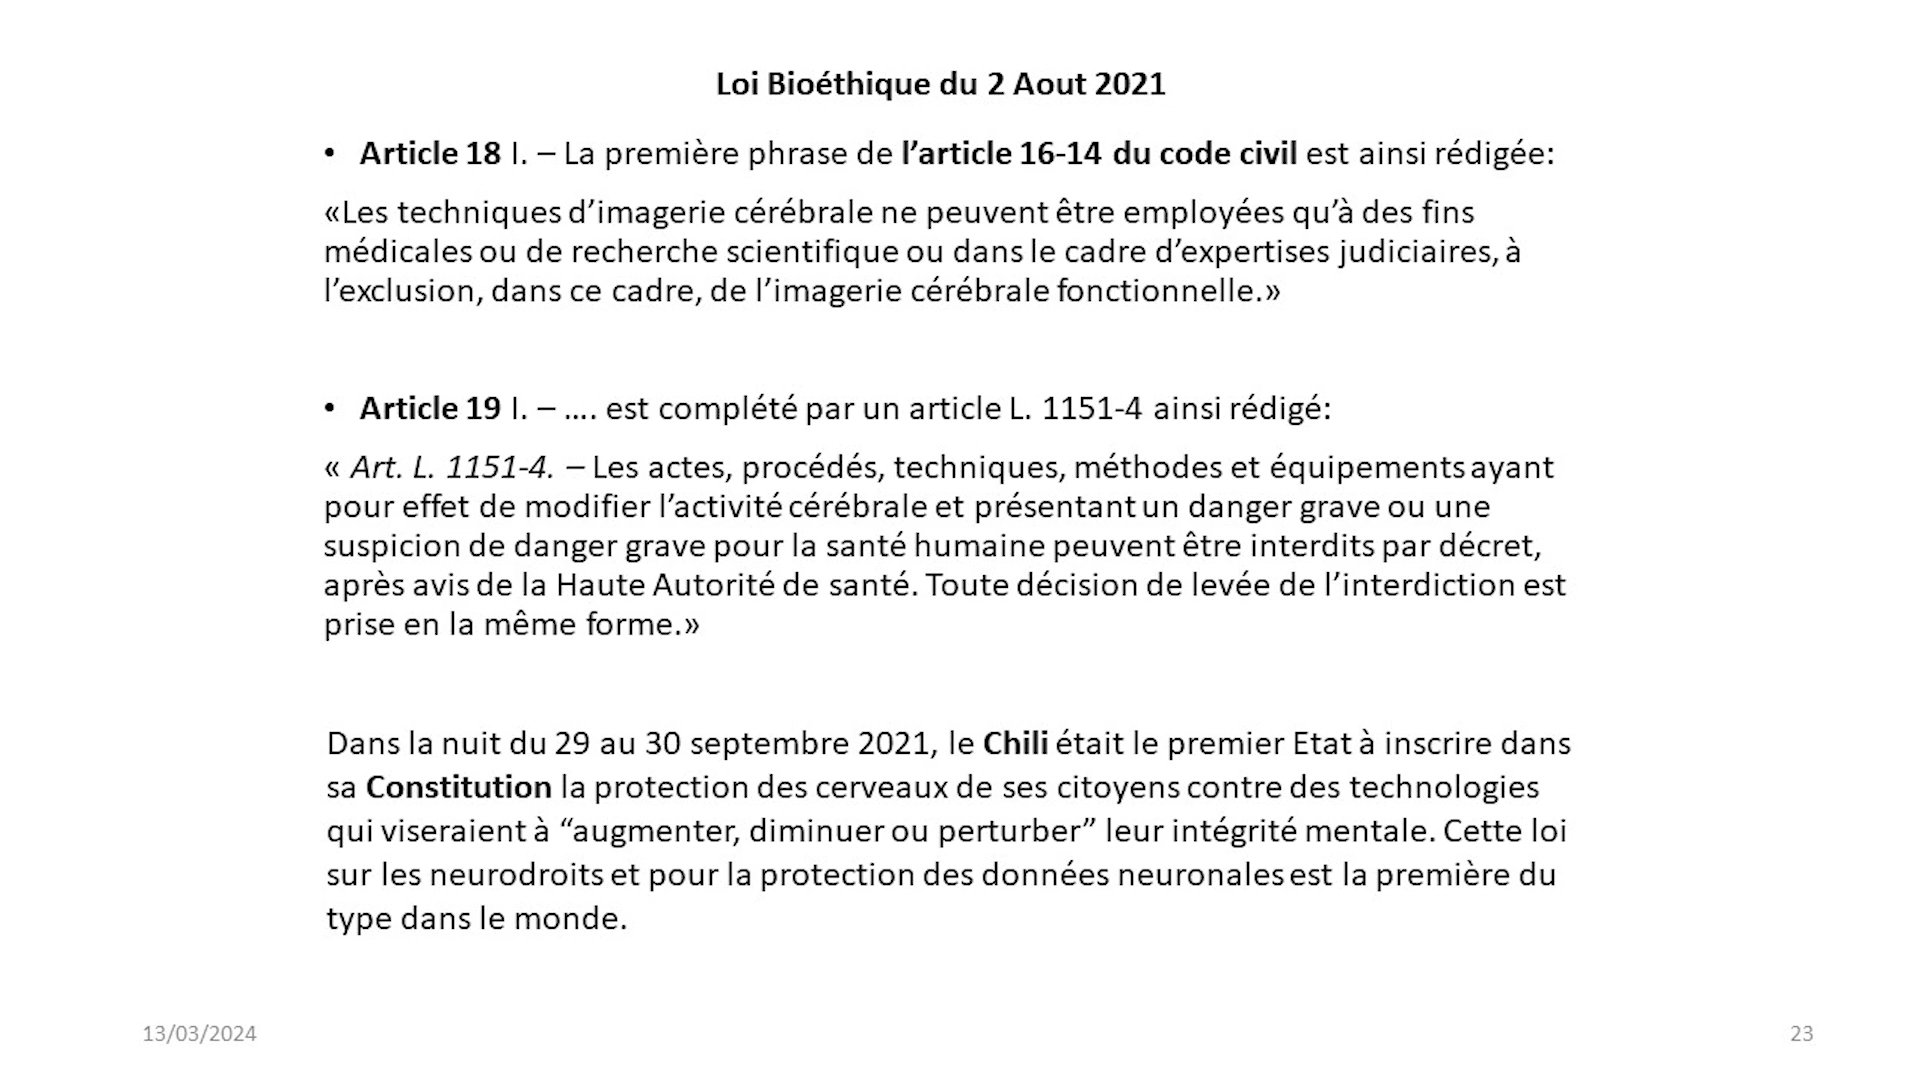 Loi Bioéthique du 2 Aout 2021
• Article 18 I. – La première phrase de l’article 16-14 du code civil est ainsi rédigée:
«Les techniques d’imagerie cérébrale ne peuvent être employées qu’à des fins
médicales ou de recherche scientifique ou dans le cadre d’expertises judiciaires, à
l’exclusion, dans ce cadre, de l’imagerie cérébrale fonctionnelle.»
• Article 19 I. – …. est complété par un article L. 1151-4 ainsi rédigé:
« Art. L. 1151-4. – Les actes, procédés, techniques, méthodes et équipements ayant
pour effet de modifier l’activité cérébrale et présentant un danger grave ou une
suspicion de danger grave pour la santé humaine peuvent être interdits par décret,
après avis de la Haute Autorité de santé. Toute décision de levée de l’interdiction est
prise en la même forme.»
Dans la nuit du 29 au 30 septembre 2021, le Chili était le premier Etat à inscrire dans
sa Constitution la protection des cerveaux de ses citoyens contre des technologies
qui viseraient à “augmenter, diminuer ou perturber” leur intégrité mentale. Cette loi
sur les neurodroits et pour la protection des données neuronales est la première du
type dans le monde.
13/03/2024
23